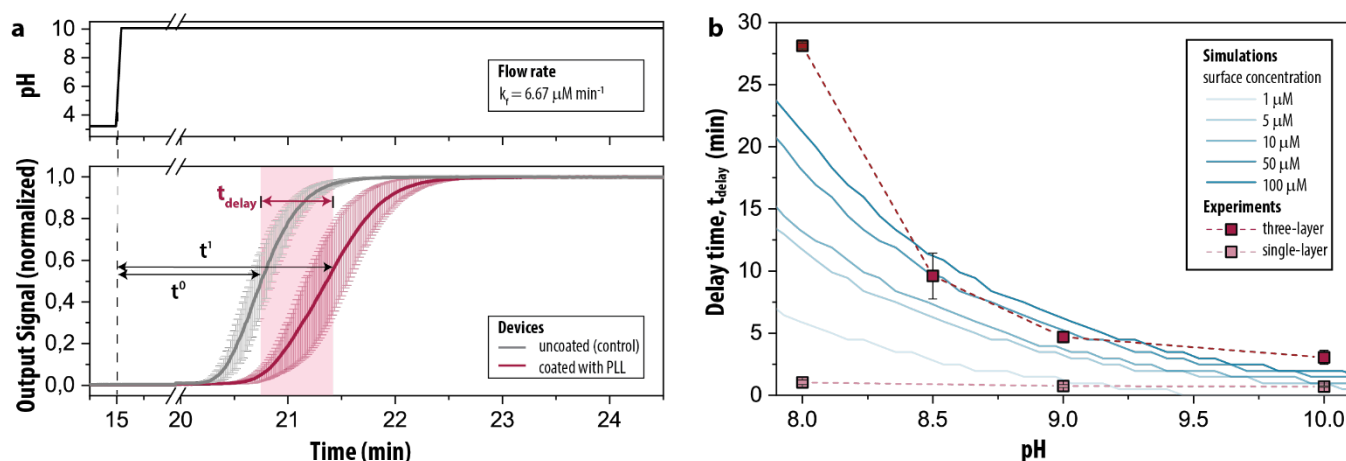 a
pH
10
8
6
4
Flow rate
kf = 6.67 μM min⁻¹
Output Signal (normalized)
1,0
0,8
0,6
0,4
0,2
0,0
tdelay
t¹
t⁰
Devices
uncoated (control)
coated with PLL
15 20 21 22 23 24
Time (min)
b
Delay time, tdelay (min)
30
25
20
15
10
5
0
Simulations
surface concentration
1 μM
5 μM
10 μM
50 μM
100 μM
Experiments
three-layer
single-layer
8.0 8.5 9.0 9.5 10.0
pH